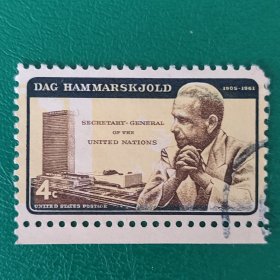 DAG HAMMARSKJOLD 1905-1961
SECRETARY-GENERAL
OF THE
UNITED NATIONS
4¢
UNITED STATES POSTAGE